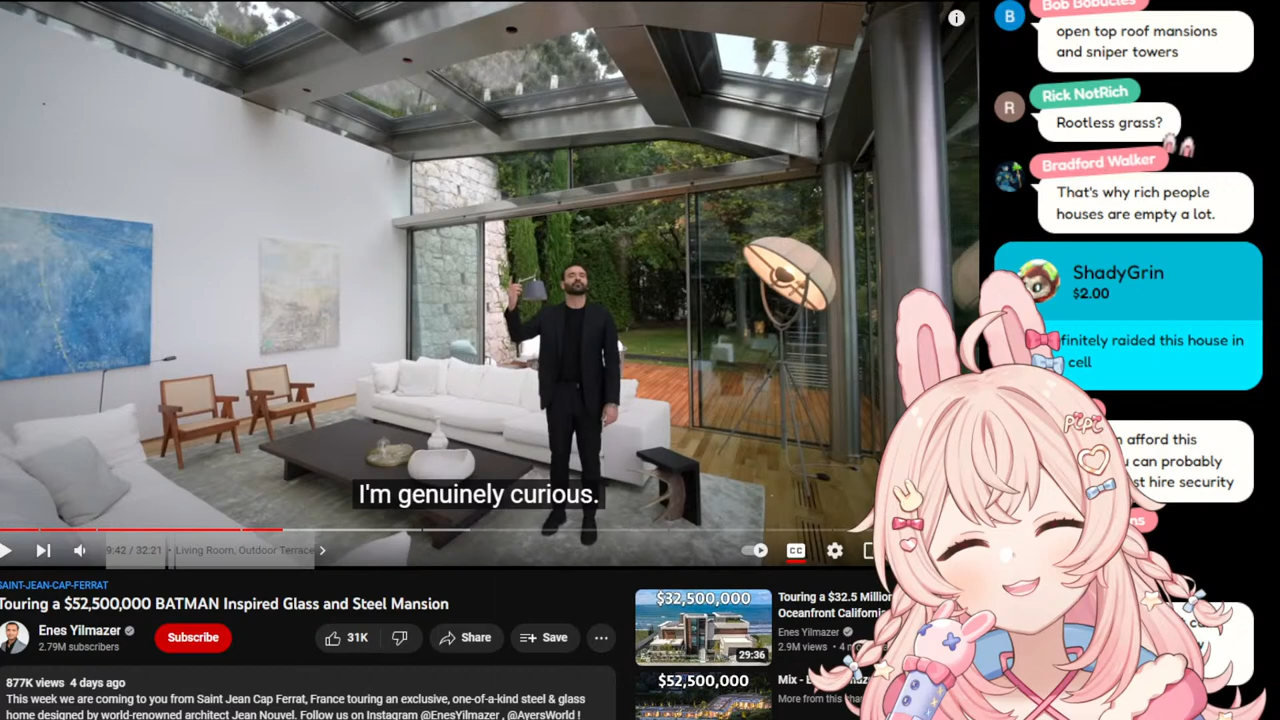 I'm genuinely curious.
9:42 / 32:21 • Living Room, Outdoor Terrace
CC
SAINT-JEAN-CAP-FERRAT
Touring a $52,500,000 BATMAN Inspired Glass and Steel Mansion
Enes Yilmazer
2.79M subscribers
Subscribe
31K
Share
Save
877K views 4 days ago
This week we are coming to you from Saint Jean Cap Ferrat, France touring an exclusive, one-of-a-kind steel & glass
home designed by world-renowned architect Jean Nouvel. Follow us on Instagram @EnesYilmazer , @AyersWorld !
$32,500,000
29:36
Touring a $32.5 Millio
Oceanfront California
Enes Yilmazer
2.9M views
$52,500,000
Mix -
More from this
Bob Bobucles
B
open top roof mansions
and sniper towers
Rick NotRich
R
Rootless grass?
Bradford Walker
That's why rich people
houses are empty a lot.
ShadyGrin
$2.00
finitely raided this house in
cell
afford this
can probably
st hire security
PiPi